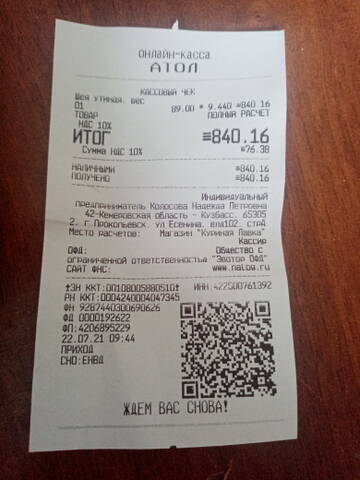 ОНЛАЙН-КАССА
АТОЛ
КАССОВЫЙ ЧЕК
Шея утиная. вес
01 89.00 * 9.440 =840.16
ТОВАР ПОЛНЫЙ РАСЧЕТ
НДС 10%
ИТОГ =840.16
Сумма НДС 10% =76.38
НАЛИЧНЫМИ =840.16
ПОЛУЧЕНО =840.16
Индивидуальный
предприниматель Колосова Надежда Петровна
42-Кемеровская область - Кузбасс. 65305
2. г Прокопьевск. ул Есенина. вла102. стрА
Место расчетов: Магазин "Куриная Лавка"
Кассир
ОФД: Общество с
ограниченной ответственностью "Эвотор ОФД"
САЙТ ФНС: www.nalog.ru
ЗН ККТ:00108005880510 ИНН:422500761392
РН ККТ:0004240004047345
ФН 9287440300690626
ФД 0000192622
ФП:4206895229
22.07.21 09:44
ПРИХОД
СНО:ЕНВД
ЖДЕМ ВАС СНОВА!